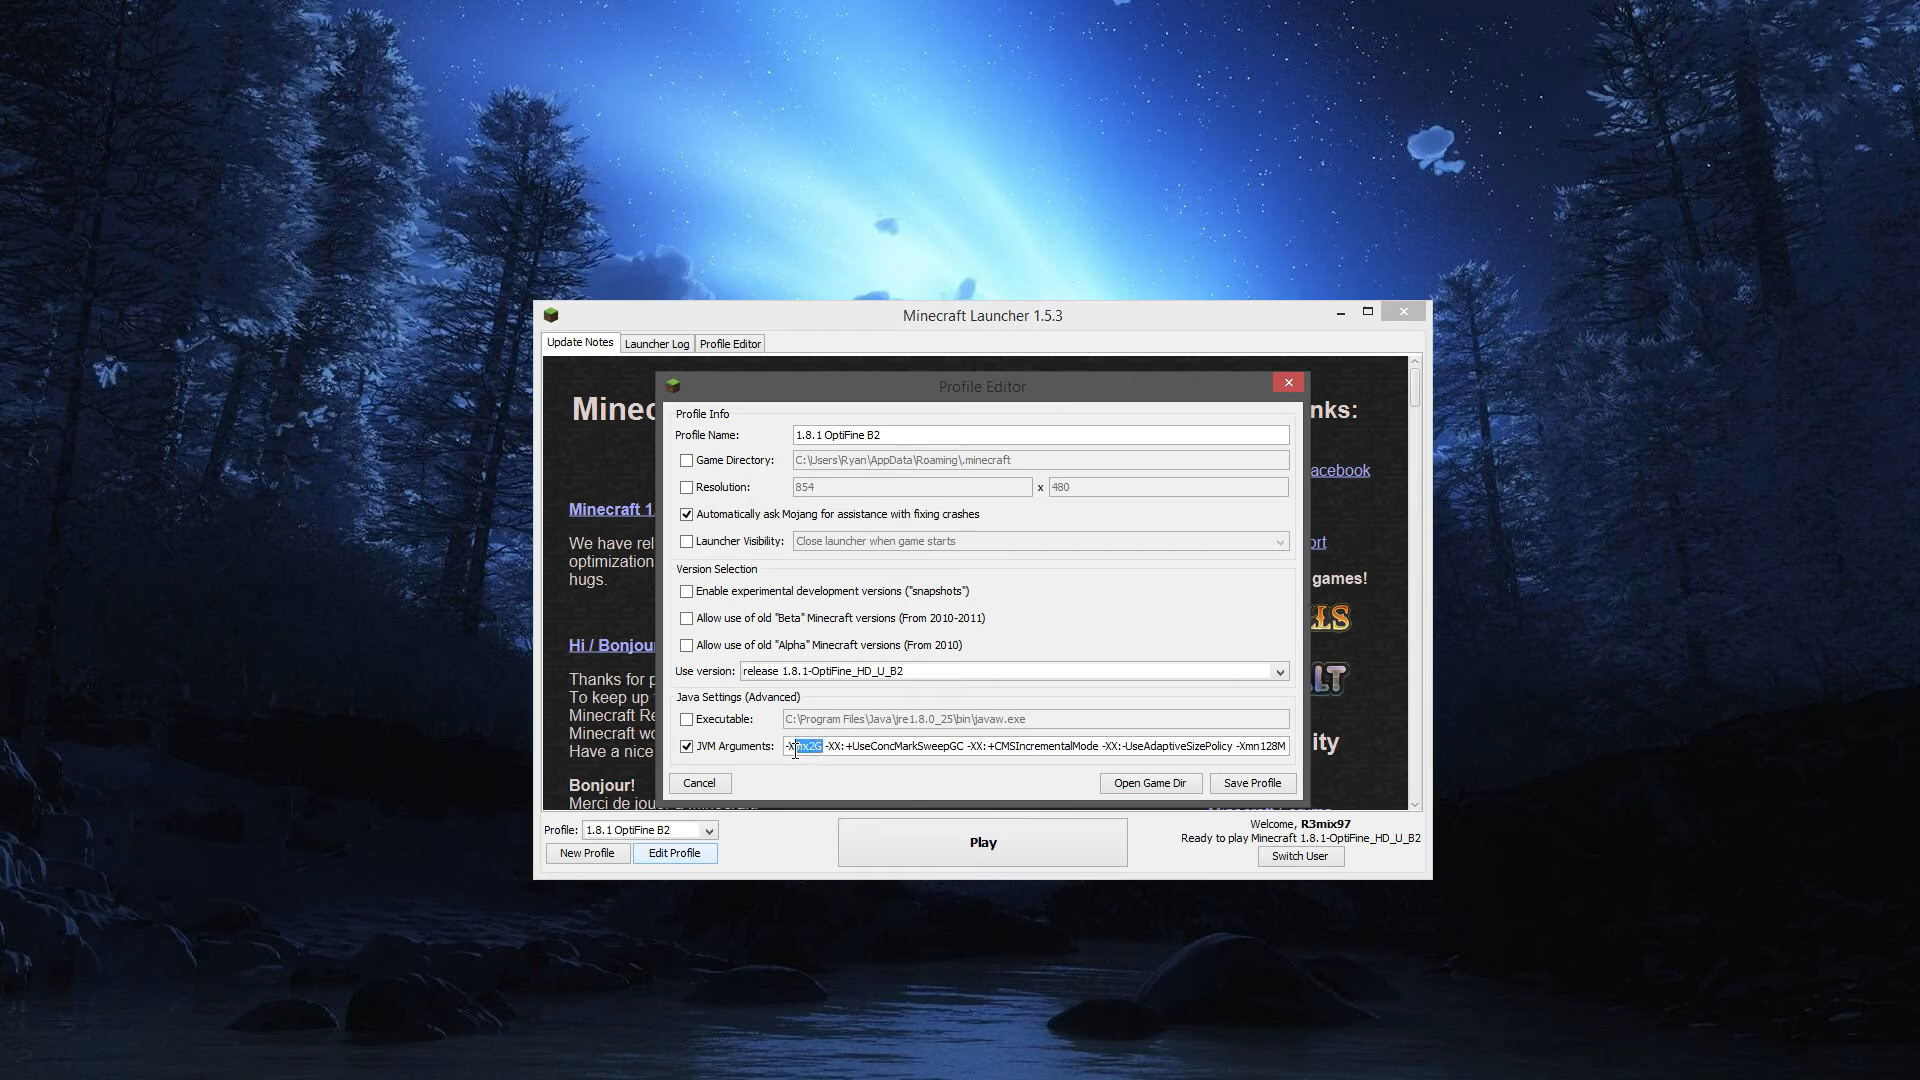 Minecraft Launcher 1.5.3
Update Notes
Launcher Log
Profile Editor
Minec
nks:
acebook
Minecraft 1.
We have rel
optimization
hugs.
ort
games!
Hi / Bonjou
Thanks for p
To keep up
Minecraft Re
Minecraft wo
Have a nice
ity
Bonjour!
Profile Editor
Profile Info
Profile Name: 1.8.1 OptiFine B2
Game Directory: C:\Users\Ryan\AppData\Roaming\.minecraft
Resolution: 854 x 480
Automatically ask Mojang for assistance with fixing crashes
Launcher Visibility: Close launcher when game starts
Version Selection
Enable experimental development versions ("snapshots")
Allow use of old "Beta" Minecraft versions (From 2010-2011)
Allow use of old "Alpha" Minecraft versions (From 2010)
Use version: release 1.8.1-OptiFine_HD_U_B2
Java Settings (Advanced)
Executable: C:\Program Files\Java\jre1.8.0_25\bin\javaw.exe
JVM Arguments: -Xmx2G -XX:+UseConcMarkSweepGC -XX:+CMSIncrementalMode -XX:-UseAdaptiveSizePolicy -Xmn128M
Cancel
Open Game Dir
Save Profile
Profile: 1.8.1 OptiFine B2
New Profile
Edit Profile
Play
Welcome, R3mix97
Ready to play Minecraft 1.8.1-OptiFine_HD_U_B2
Switch User